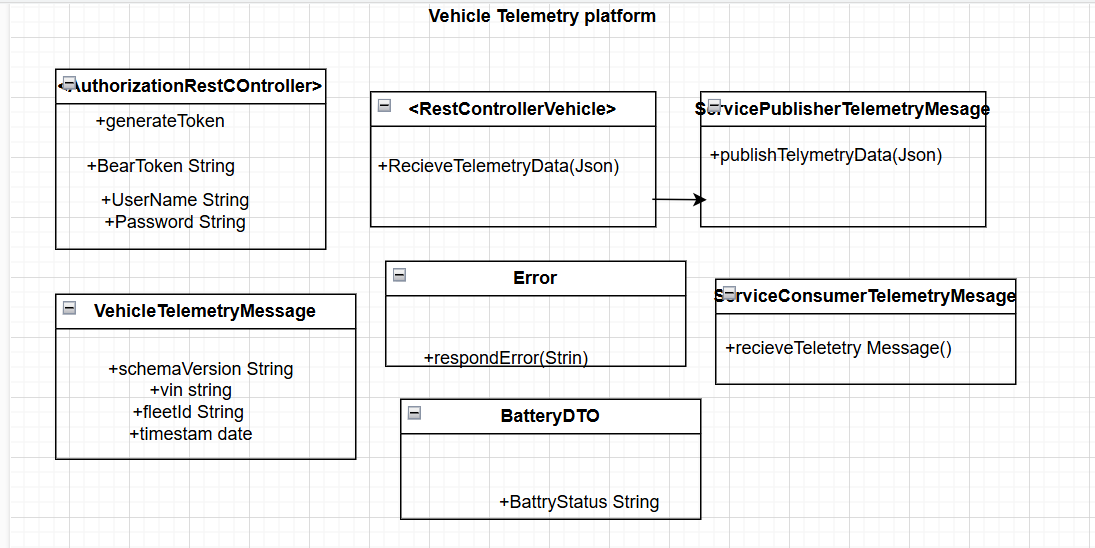 Vehicle Telemetry platform
<AuthorizationRestCOntroller>
+generateToken
+BearToken String
+UserName String
+Password String
<RestControllerVehicle>
+RecieveTelemetryData(Json)
ServicePublisherTelemetryMesage
+publishTelymetryData(Json)
VehicleTelemetryMessage
+schemaVersion String
+vin string
+fleetId String
+timestam date
Error
+respondError(Strin)
ServiceConsumerTelemetryMesage
+recieveTeletetry Message()
BatteryDTO
+BattryStatus String